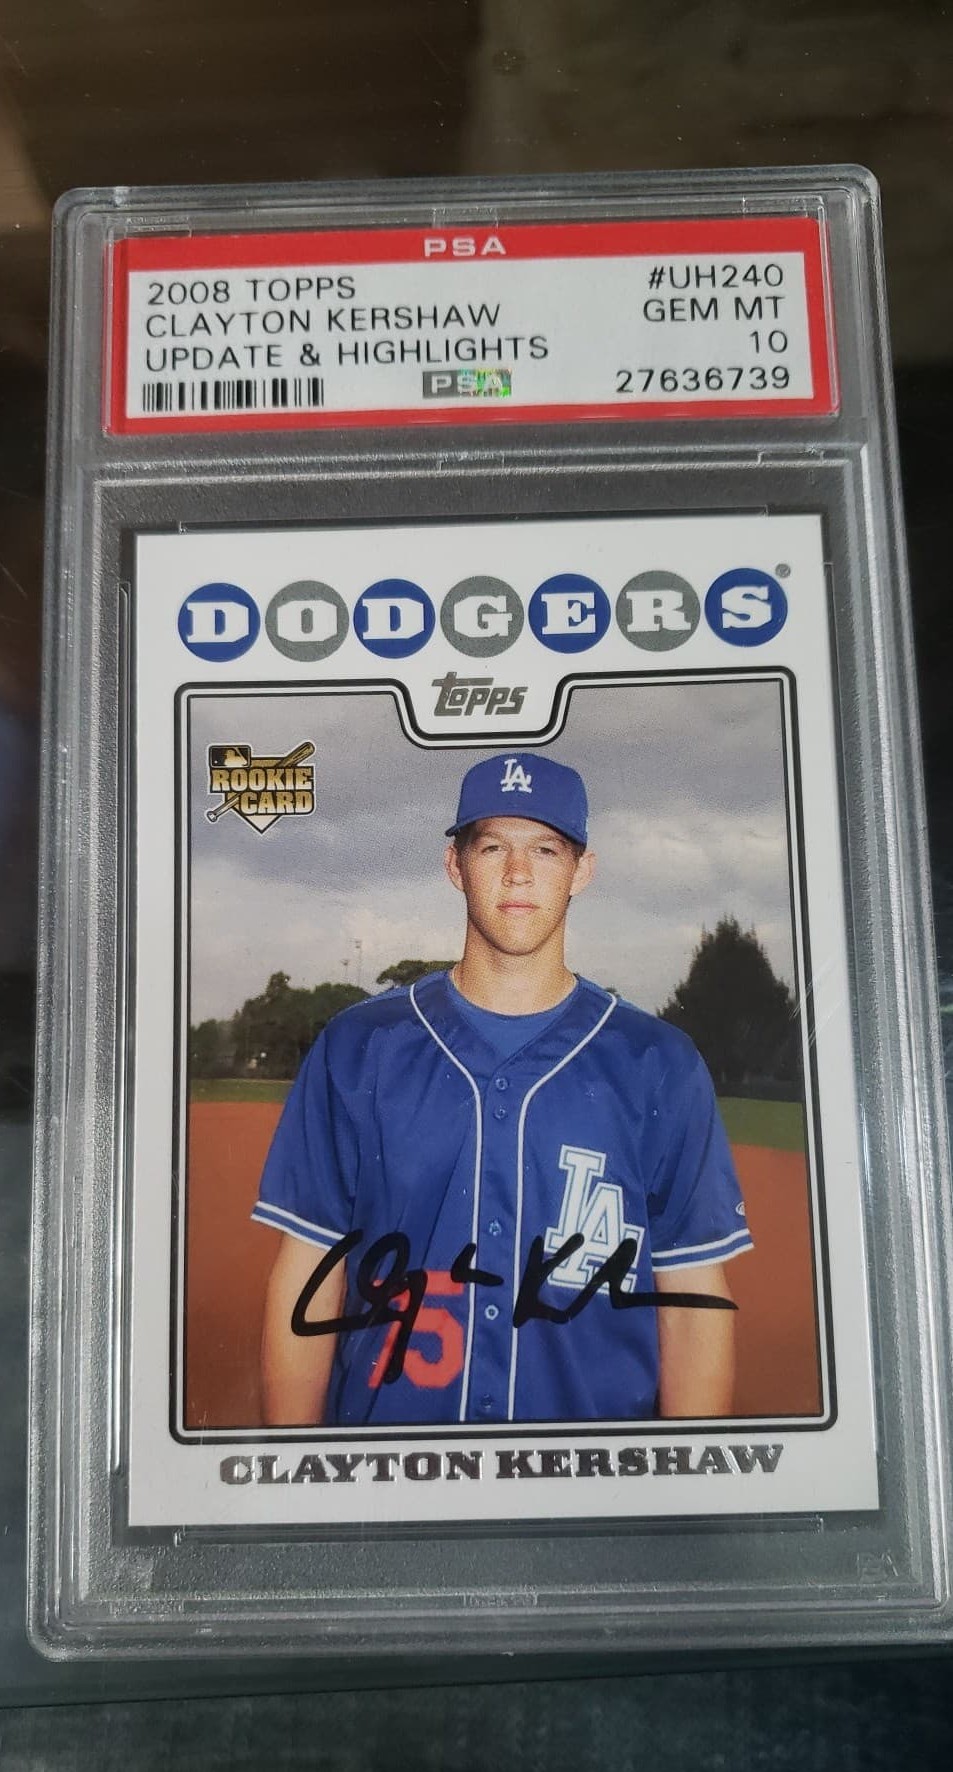 PSA
2008 TOPPS #UH240
CLAYTON KERSHAW GEM MT
UPDATE & HIGHLIGHTS 10
PSA 27636739
DODGERS®
TOPPS
ROOKIE
CARD
LA
LA
5
CLAYTON KERSHAW